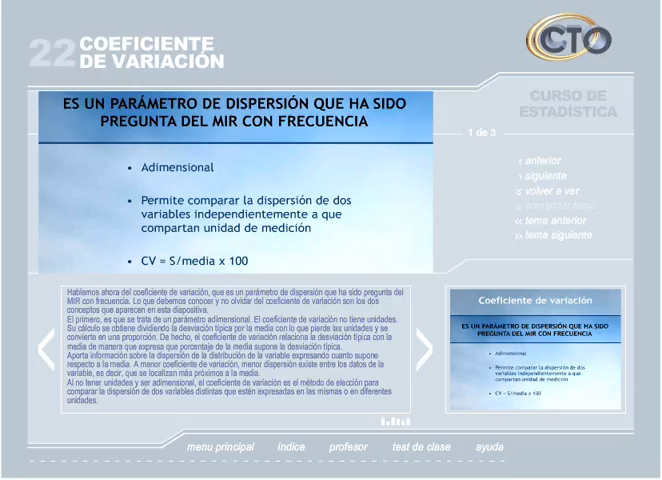 22 COEFICIENTE
DE VARIACIÓN
CTO
ES UN PARÁMETRO DE DISPERSIÓN QUE HA SIDO
PREGUNTA DEL MIR CON FRECUENCIA
• Adimensional
• Permite comparar la dispersión de dos
variables independientemente a que
compartan unidad de medición
• CV = S/media x 100
CURSO DE
ESTADÍSTICA
1 de 3
‹ anterior
› siguiente
volver a ver
comenzar tema
‹‹ tema anterior
›› tema siguiente
Hablemos ahora del coeficiente de variación, que es un parámetro de dispersión que ha sido pregunta del
MIR con frecuencia. Lo que debemos conocer y no olvidar del coeficiente de variación son los dos
conceptos que aparecen en esta diapositiva.
El primero, es que se trata de un parámetro adimensional. El coeficiente de variación no tiene unidades.
Su cálculo se obtiene dividiendo la desviación típica por la media con lo que pierde las unidades y se
convierte en una proporción. De hecho, el coeficiente de variación relaciona la desviación típica con la
media de manera que expresa que porcentaje de la media supone la desviación típica.
Aporta información sobre la dispersión de la distribución de la variable expresando cuanto supone
respecto a la media. A menor coeficiente de variación, menor dispersión existe entre los datos de la
variable, es decir, que se localizan más próximos a la media.
Al no tener unidades y ser adimensional, el coeficiente de variación es el método de elección para
comparar la dispersión de dos variables distintas que estén expresadas en las mismas o en diferentes
unidades.
Coeficiente de variación
ES UN PARÁMETRO DE DISPERSIÓN QUE HA SIDO
PREGUNTA DEL MIR CON FRECUENCIA
• Adimensional
• Permite comparar la dispersión de dos
variables independientemente a que
compartan unidad de medición
• CV = S/media x 100
menu principal índice profesor test de clase ayuda